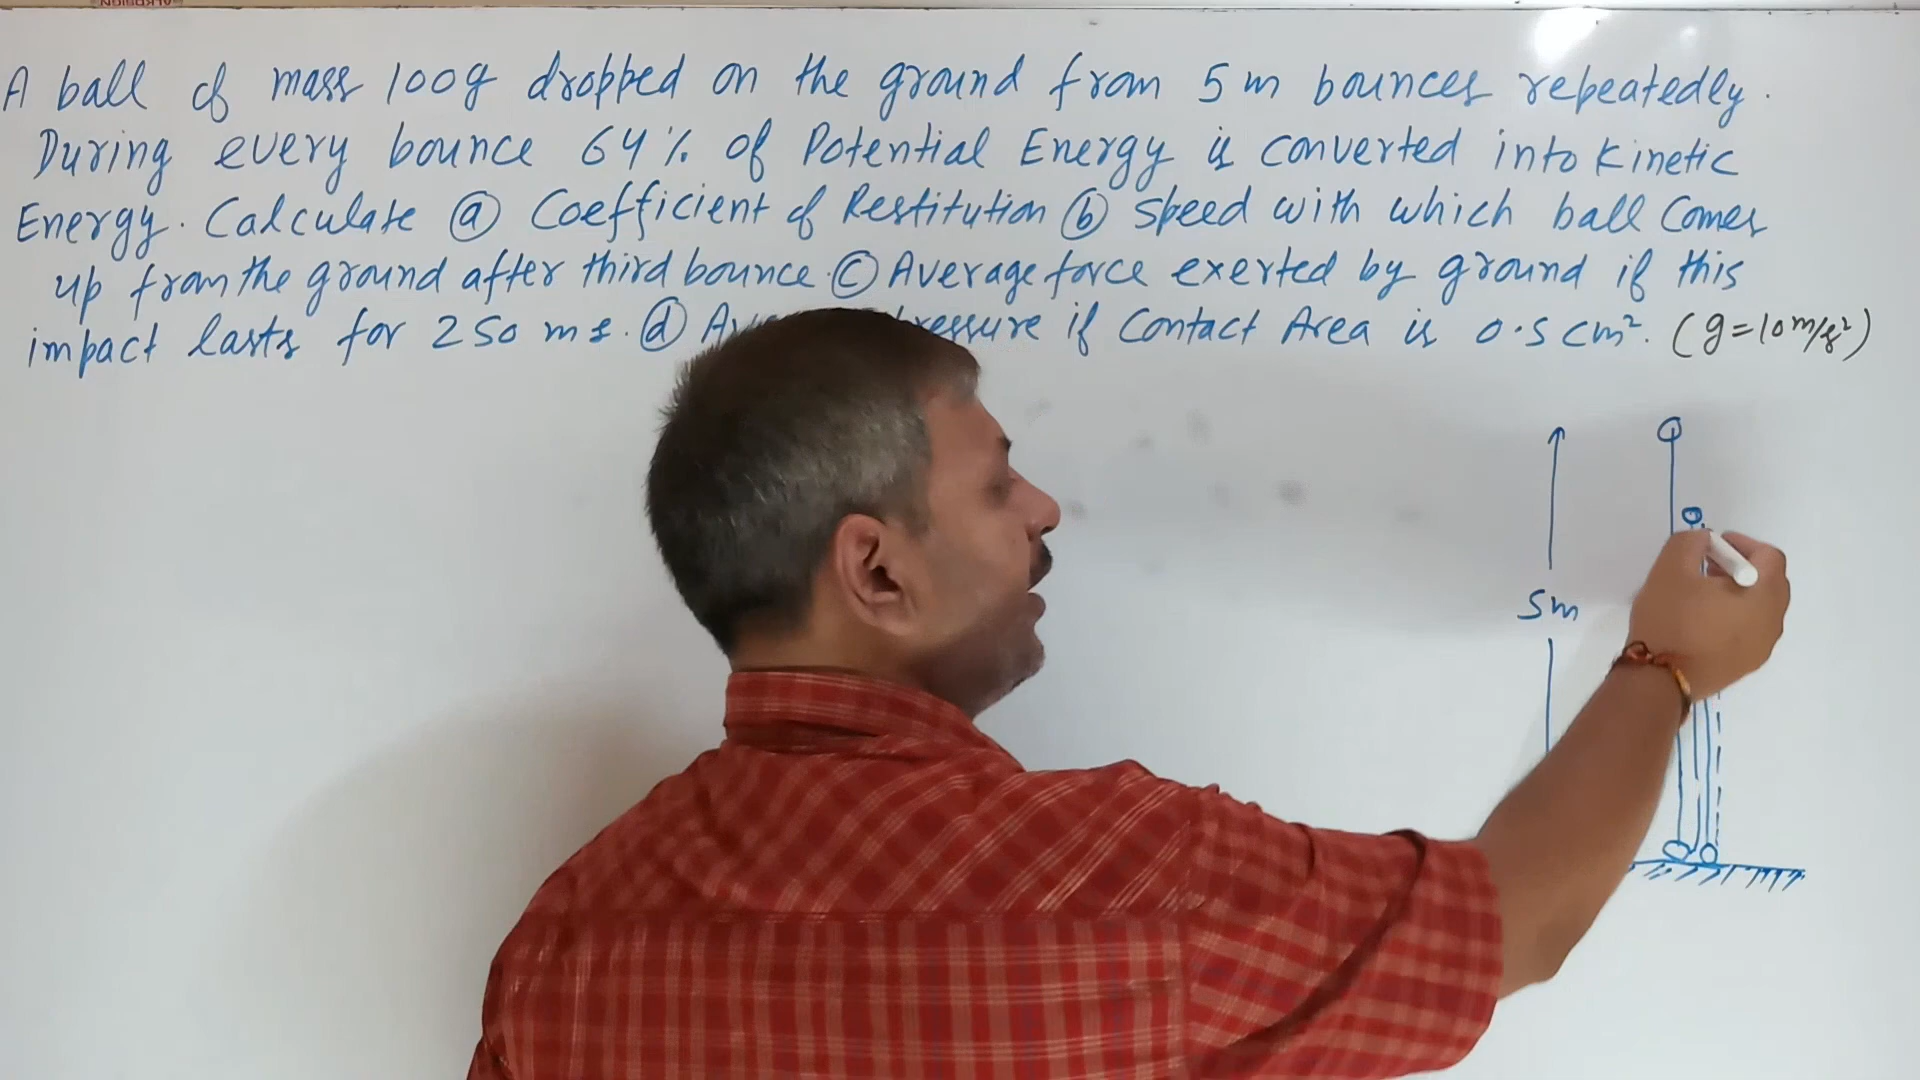 A ball of mass 100g dropped on the ground from 5m bounces repeatedly.
During every bounce 64% of Potential Energy is converted into Kinetic
Energy. Calculate ⓐ Coefficient of Restitution ⓑ Speed with which ball Comes
up from the ground after third bounce. ⓒ Average force exerted by ground if this
impact lasts for 250 ms. ⓓ if Contact Area is 0.5 cm². (g=10m/s²)
5m